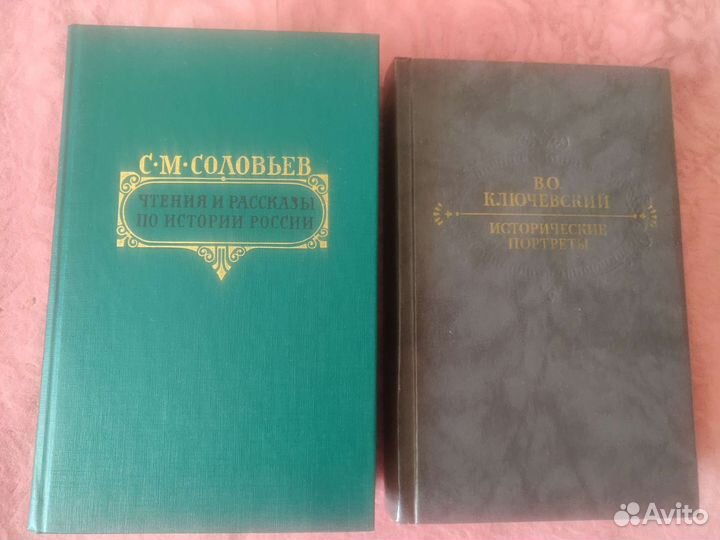 С·М·СОЛОВЬЕВ
ЧТЕНИЯ И РАССКАЗЫ
ПО ИСТОРИИ РОССИИ
В.О.
КЛЮЧЕВСКИЙ
ИСТОРИЧЕСКИЕ
ПОРТРЕТЫ
Avito